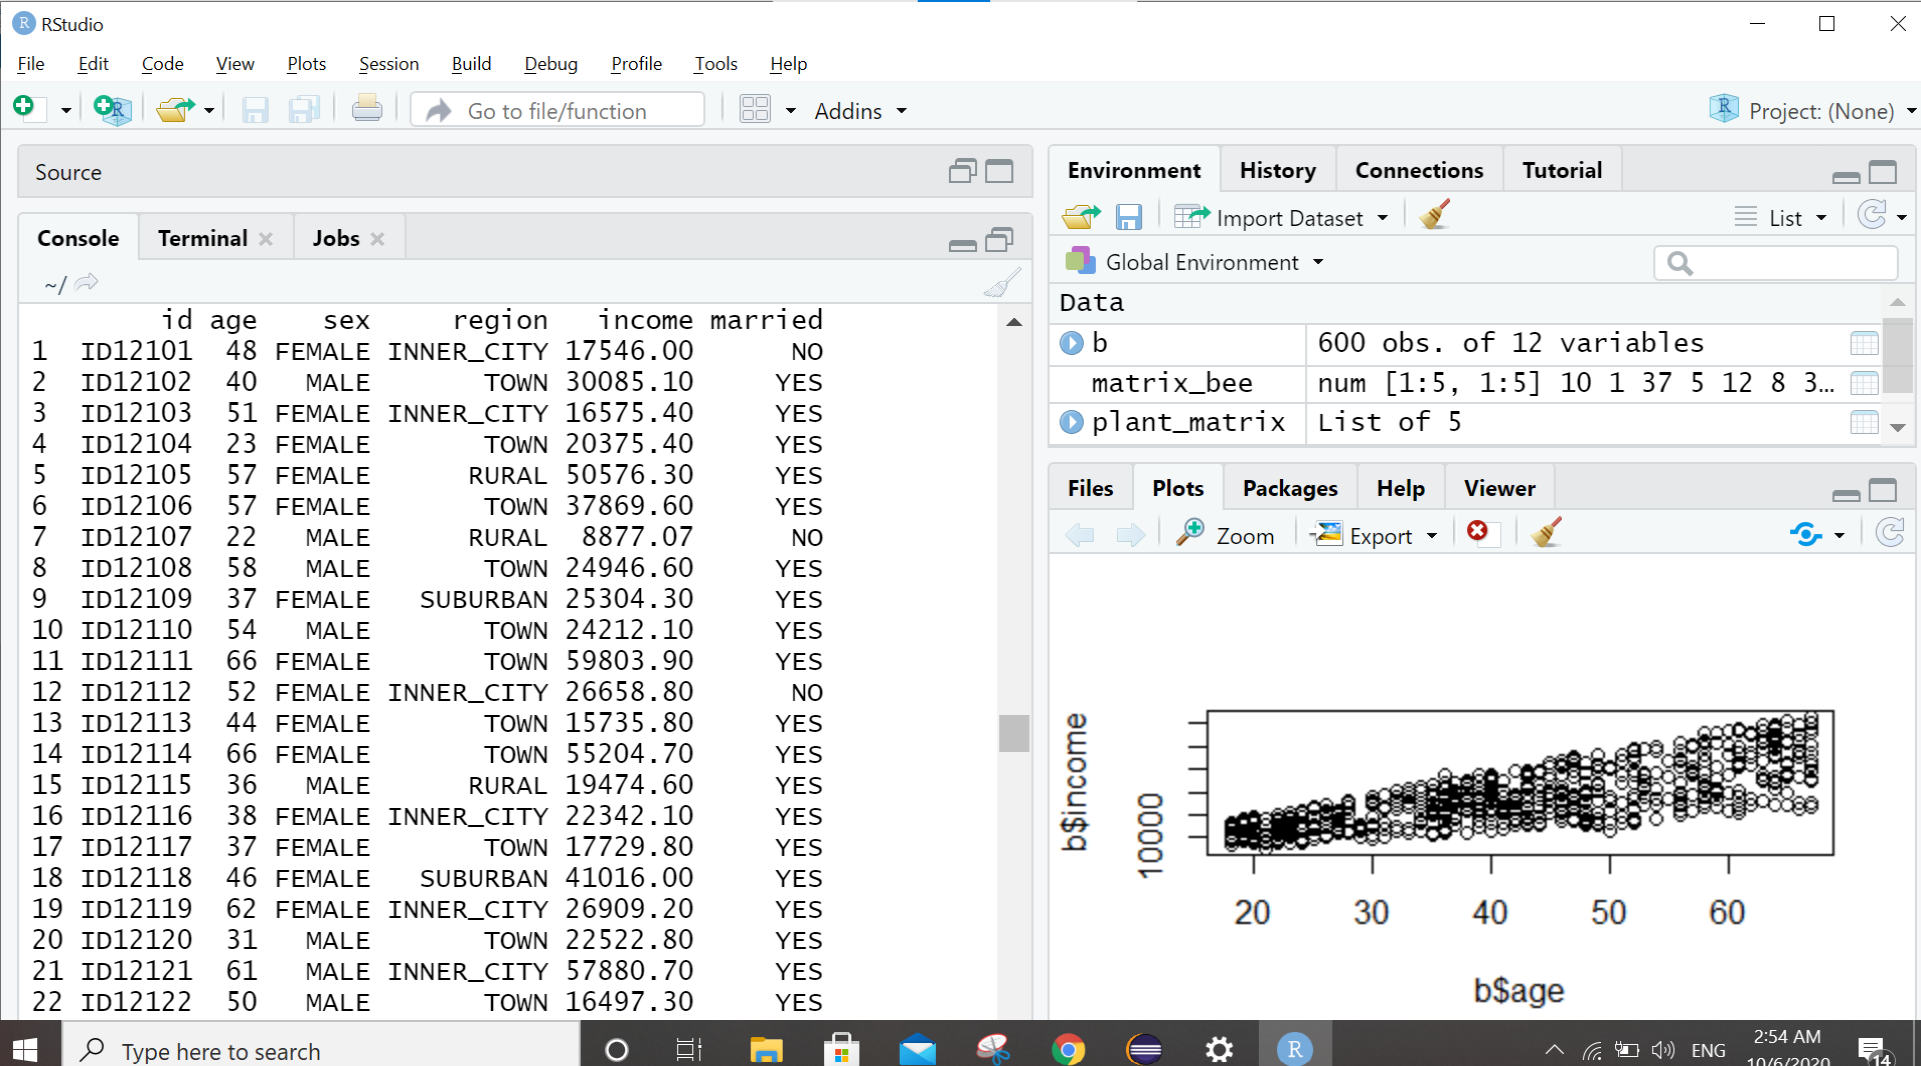 RStudio
File Edit Code View Plots Session Build Debug Profile Tools Help
Go to file/function Addins Project: (None)
Source
Console Terminal Jobs
~/
id age sex region income married
1 ID12101 48 FEMALE INNER_CITY 17546.00 NO
2 ID12102 40 MALE TOWN 30085.10 YES
3 ID12103 51 FEMALE INNER_CITY 16575.40 YES
4 ID12104 23 FEMALE TOWN 20375.40 YES
5 ID12105 57 FEMALE RURAL 50576.30 YES
6 ID12106 57 FEMALE TOWN 37869.60 YES
7 ID12107 22 MALE RURAL 8877.07 NO
8 ID12108 58 MALE TOWN 24946.60 YES
9 ID12109 37 FEMALE SUBURBAN 25304.30 YES
10 ID12110 54 MALE TOWN 24212.10 YES
11 ID12111 66 FEMALE TOWN 59803.90 YES
12 ID12112 52 FEMALE INNER_CITY 26658.80 NO
13 ID12113 44 FEMALE TOWN 15735.80 YES
14 ID12114 66 FEMALE TOWN 55204.70 YES
15 ID12115 36 MALE RURAL 19474.60 YES
16 ID12116 38 FEMALE INNER_CITY 22342.10 YES
17 ID12117 37 FEMALE TOWN 17729.80 YES
18 ID12118 46 FEMALE SUBURBAN 41016.00 YES
19 ID12119 62 FEMALE INNER_CITY 26909.20 YES
20 ID12120 31 MALE TOWN 22522.80 YES
21 ID12121 61 MALE INNER_CITY 57880.70 YES
22 ID12122 50 MALE TOWN 16497.30 YES
Environment History Connections Tutorial
Import Dataset List
Global Environment
Data
b 600 obs. of 12 variables
matrix_bee num [1:5, 1:5] 10 1 37 5 12 8 3…
plant_matrix List of 5
Files Plots Packages Help Viewer
Zoom Export
b$income
10000
20 30 40 50 60
b$age
Type here to search
R
ENG
2:54 AM
10/6/2020
14